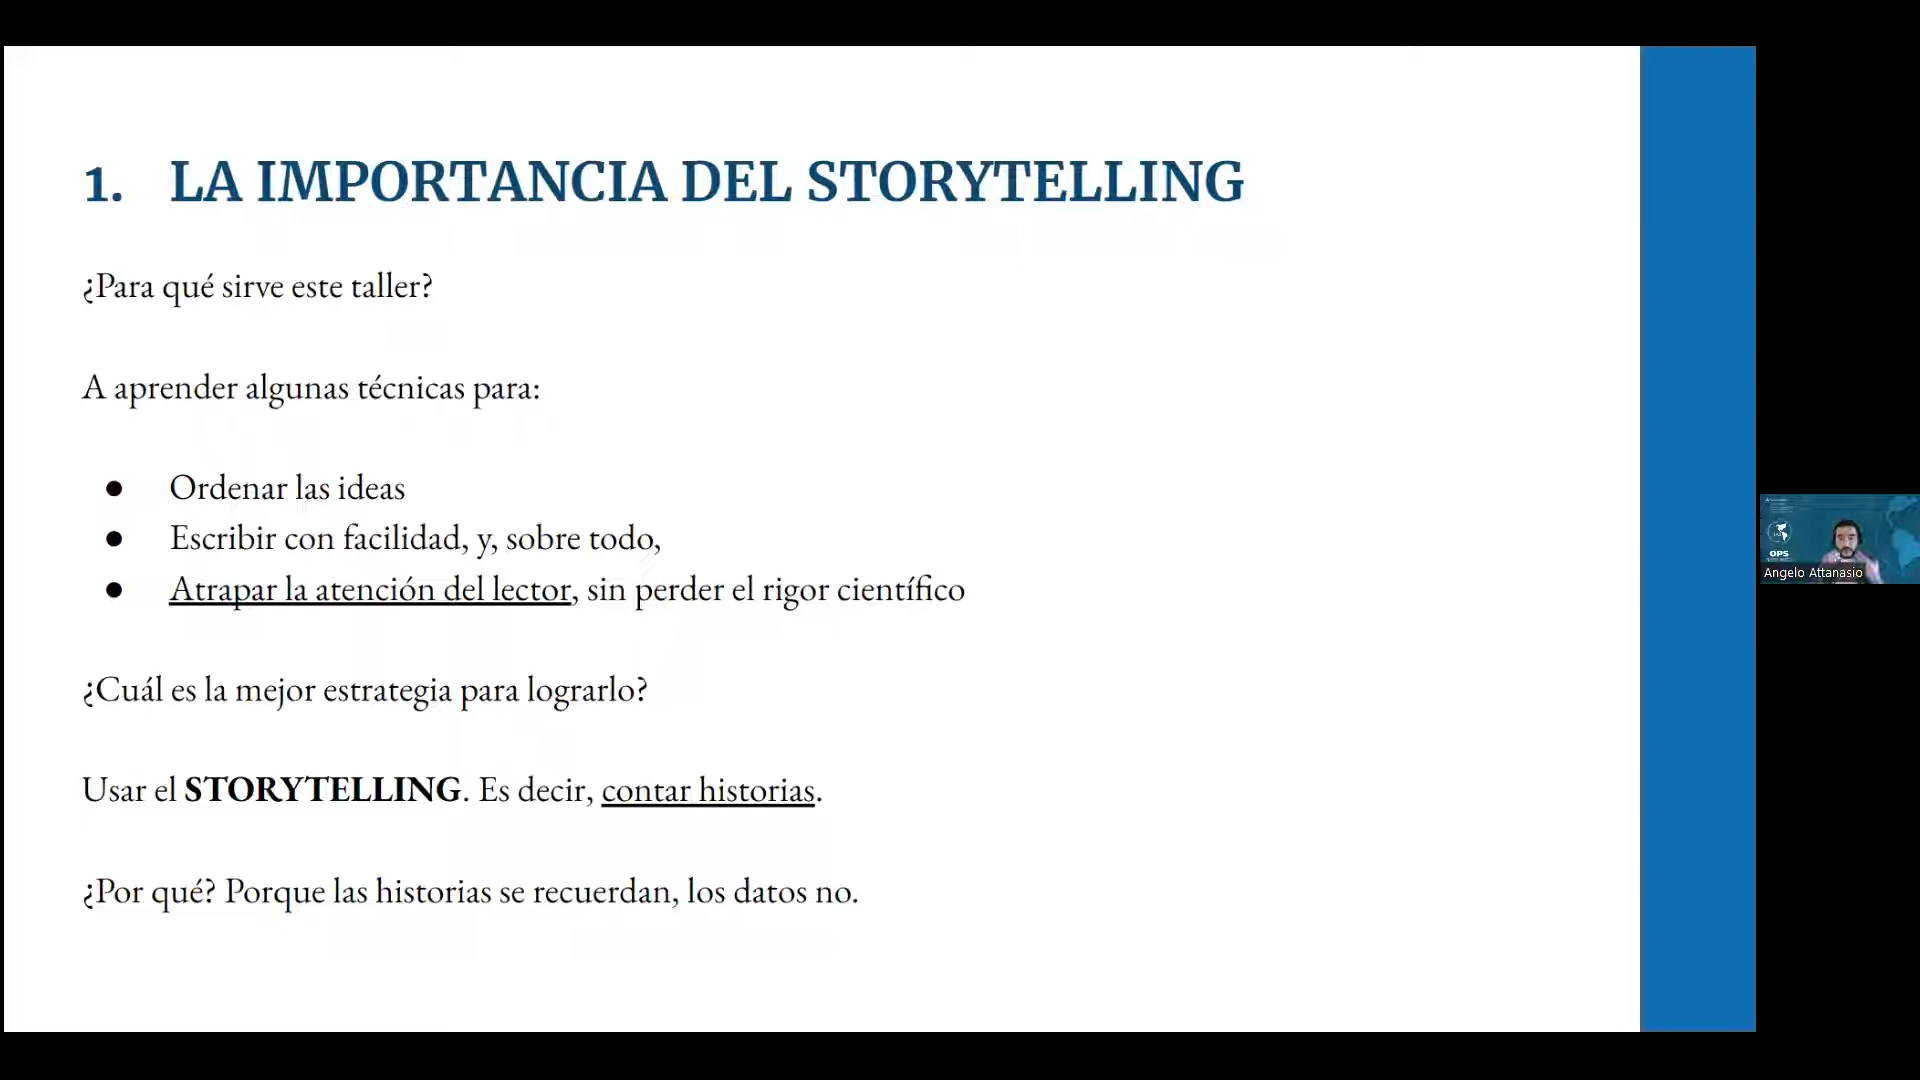 1. LA IMPORTANCIA DEL STORYTELLING
¿Para qué sirve este taller?
A aprender algunas técnicas para:
● Ordenar las ideas
● Escribir con facilidad, y, sobre todo,
● Atrapar la atención del lector, sin perder el rigor científico
¿Cuál es la mejor estrategia para lograrlo?
Usar el STORYTELLING. Es decir, contar historias.
¿Por qué? Porque las historias se recuerdan, los datos no.
OPS
Angelo Attanasio